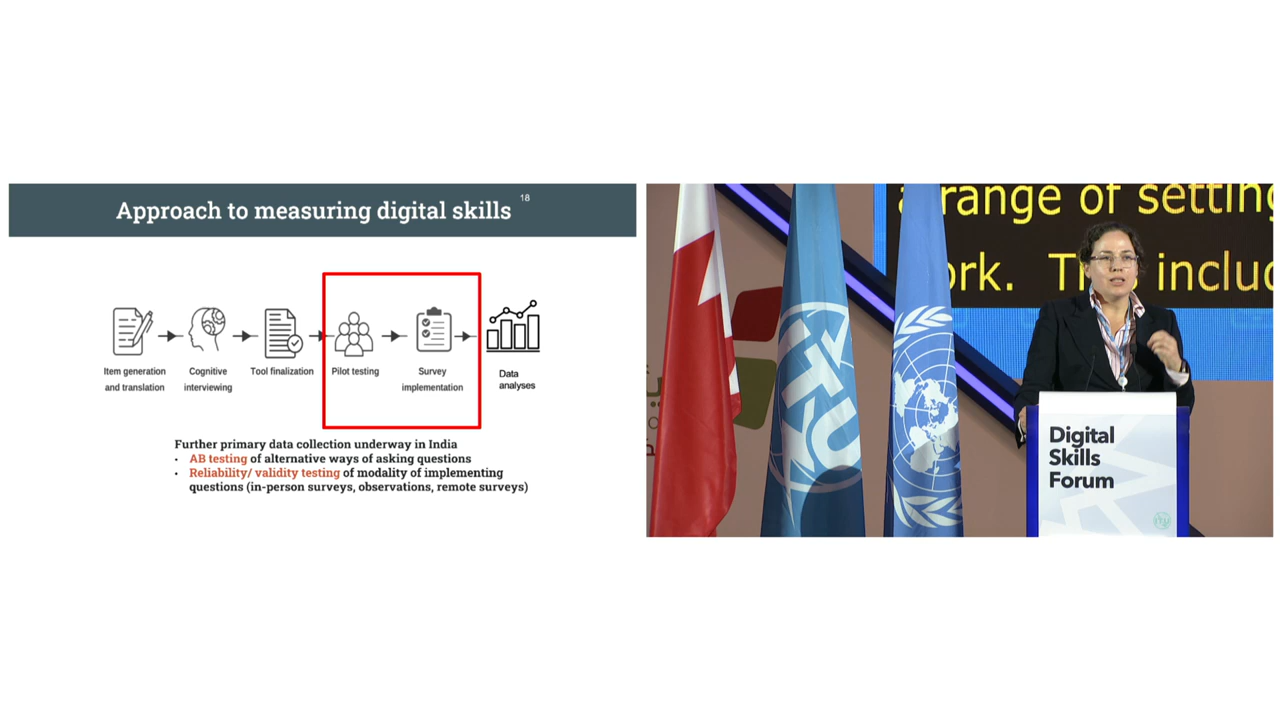 Approach to measuring digital skills
18
Item generation
and translation
Cognitive
interviewing
Tool finalization
Pilot testing
Survey
implementation
Data
analyses
Further primary data collection underway in India
• AB testing of alternative ways of asking questions
• Reliability/ validity testing of modality of implementing
questions (in-person surveys, observations, remote surveys)
a range of setting
ork. includ
ITU
Digital
Skills
Forum